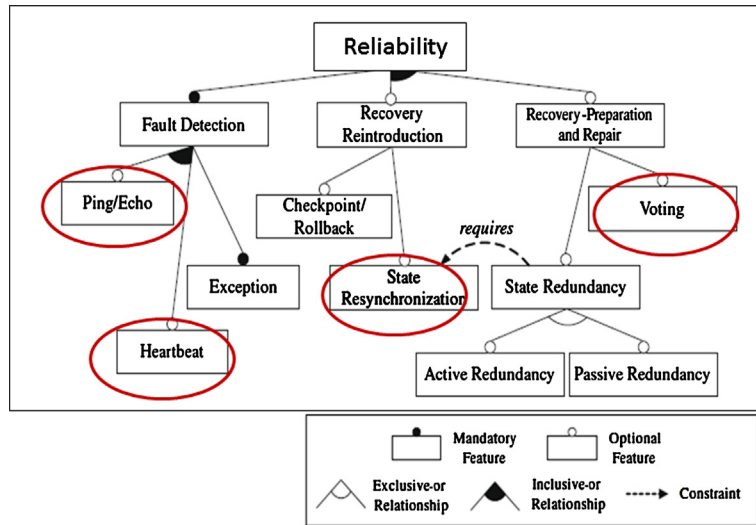 Reliability
Fault Detection
Recovery
Reintroduction
Recovery-Preparation
and Repair
Ping/Echo
Checkpoint/
Rollback
Voting
requires
Exception
State
Resynchronization
State Redundancy
Heartbeat
Active Redundancy
Passive Redundancy
Mandatory
Feature
Optional
Feature
Exclusive-or
Relationship
Inclusive-or
Relationship
Constraint